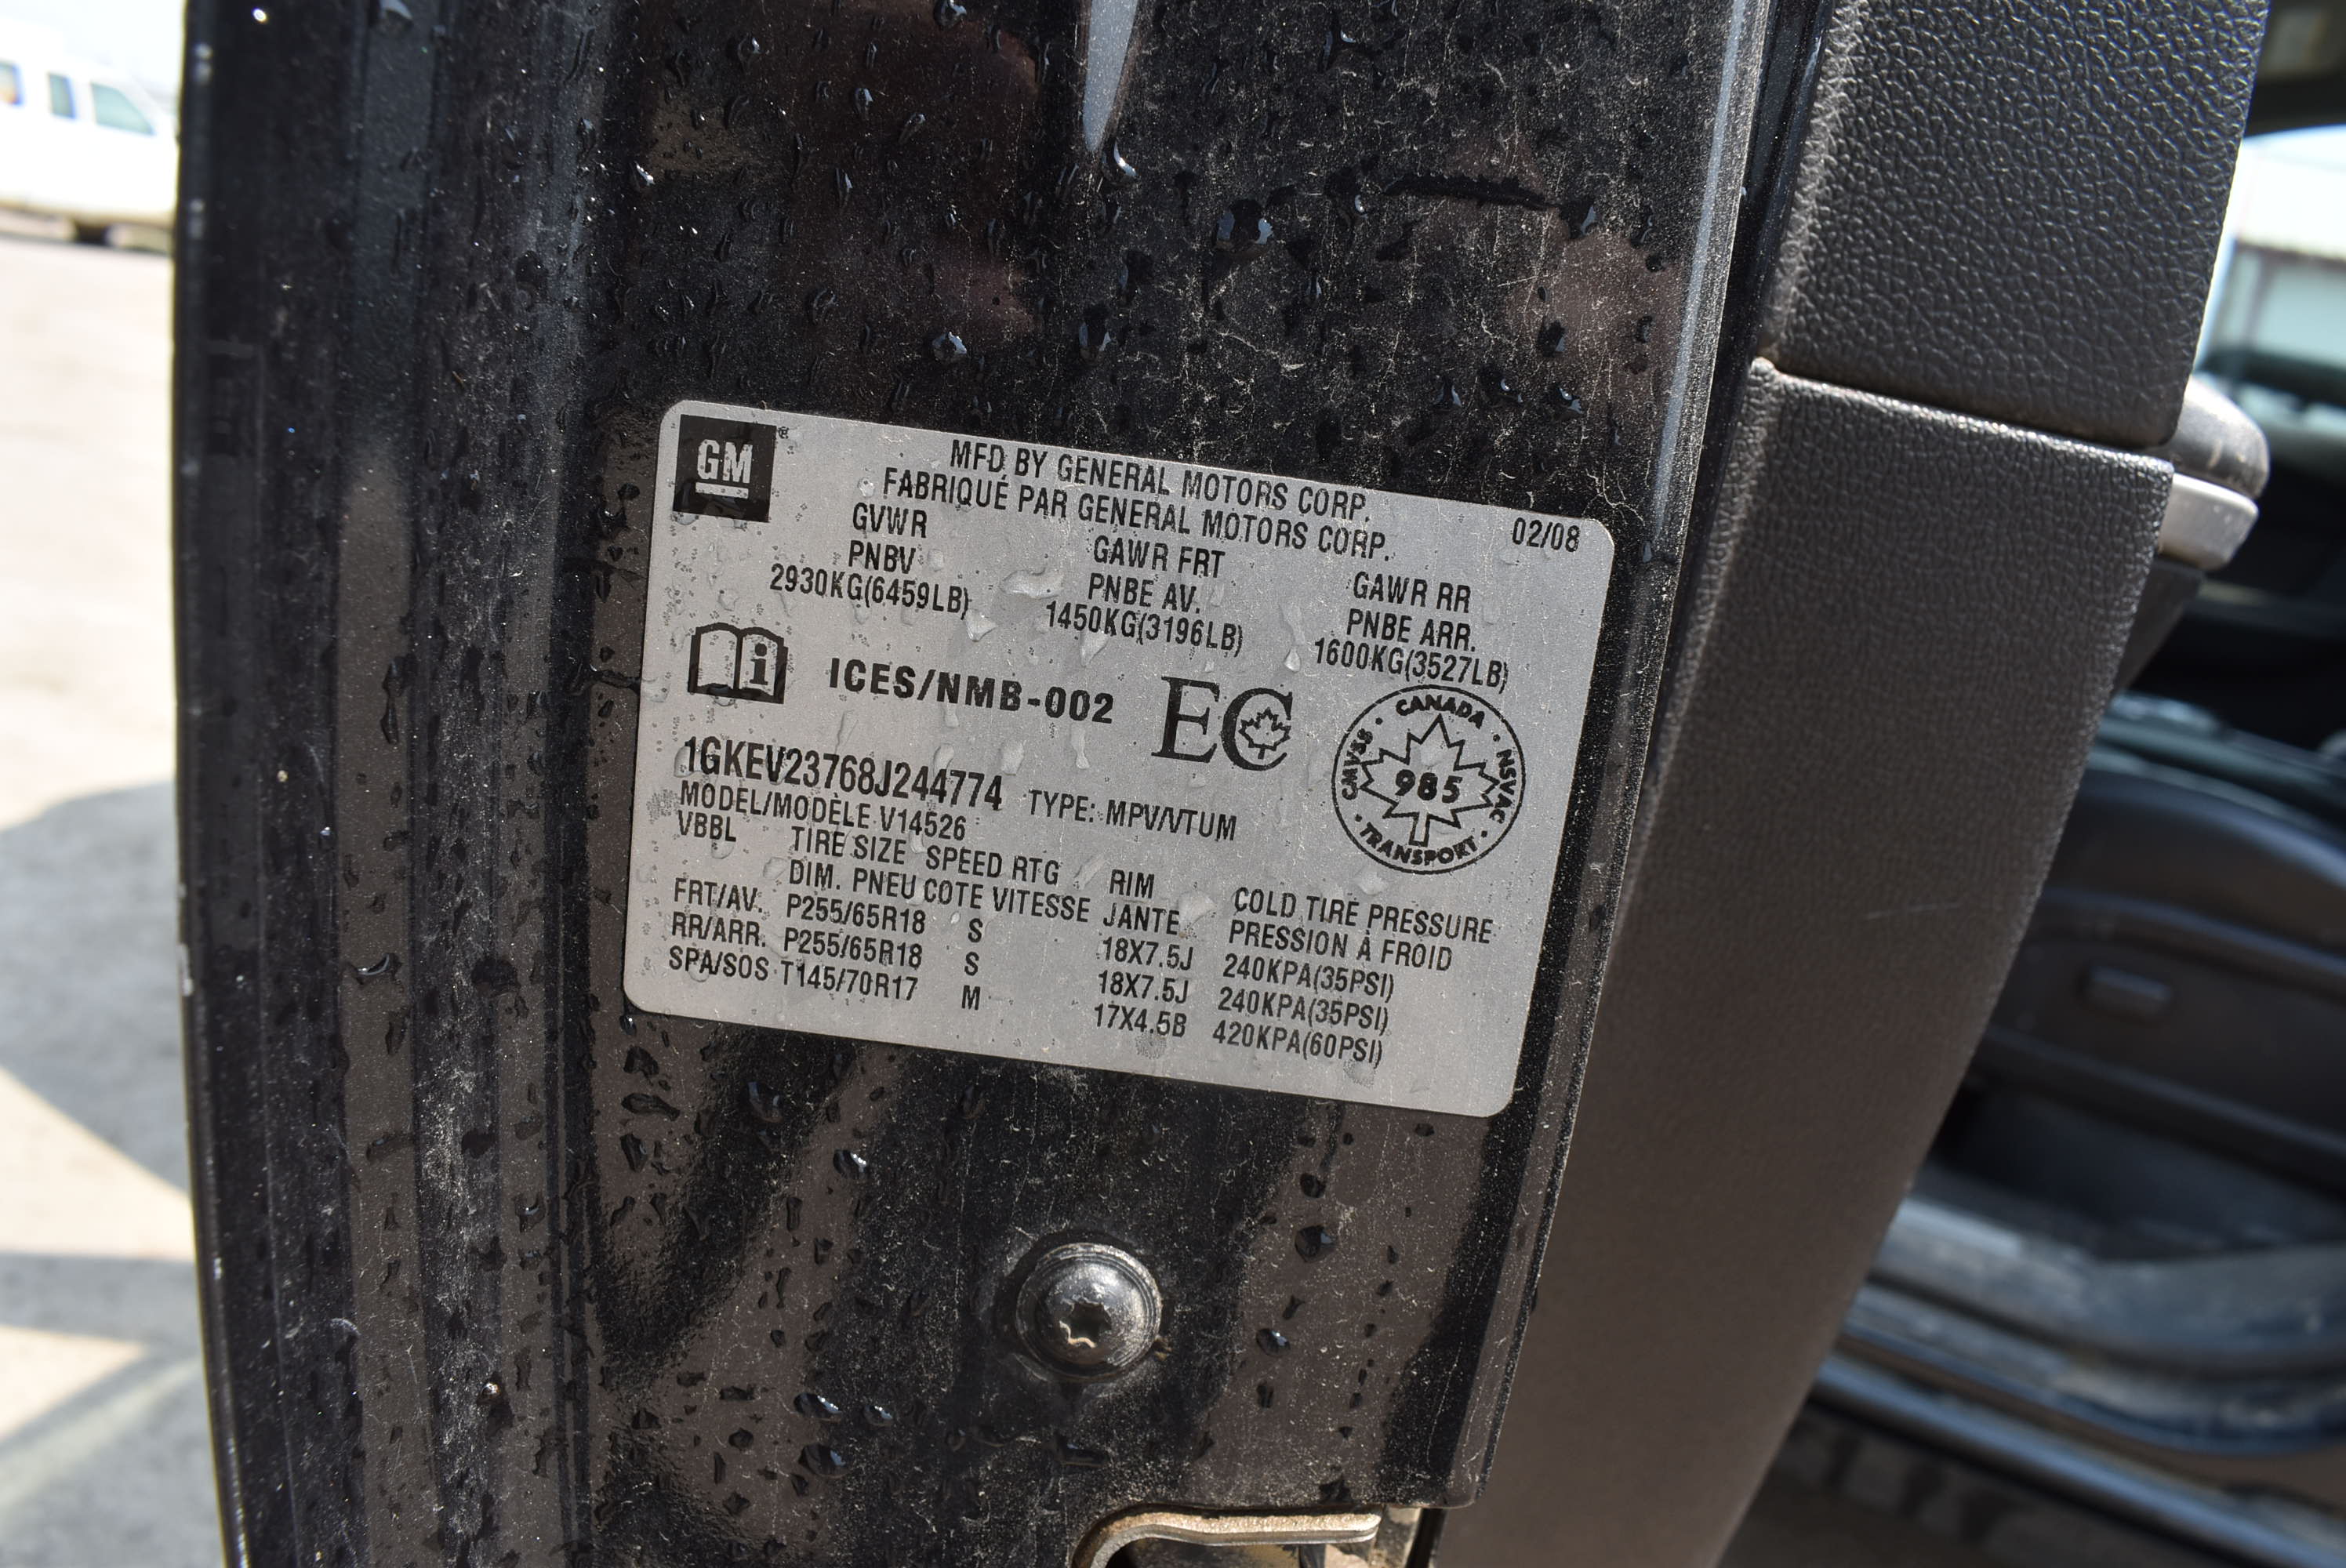 GM
MFD BY GENERAL MOTORS CORP.
FABRIQUÉ PAR GENERAL MOTORS CORP.
02/08
GVWR GAWR FRT GAWR RR
PNBV PNBE AV. PNBE ARR.
2930KG(6459LB) 1450KG(3196LB) 1600KG(3527LB)
i ICES/NMB-002 EC
CANADA · NSVAC · TRANSPORT · CMVSS ·
985
1GKEV23768J244774 TYPE: MPV/VTUM
MODEL/MODÈLE V14526
VBBL TIRE SIZE SPEED RTG RIM COLD TIRE PRESSURE
DIM. PNEU COTE VITESSE JANTE PRESSION À FROID
FRT/AV. P255/65R18 S 18X7.5J 240KPA(35PSI)
RR/ARR. P255/65R18 S 18X7.5J 240KPA(35PSI)
SPA/SOS T145/70R17 M 17X4.5B 420KPA(60PSI)